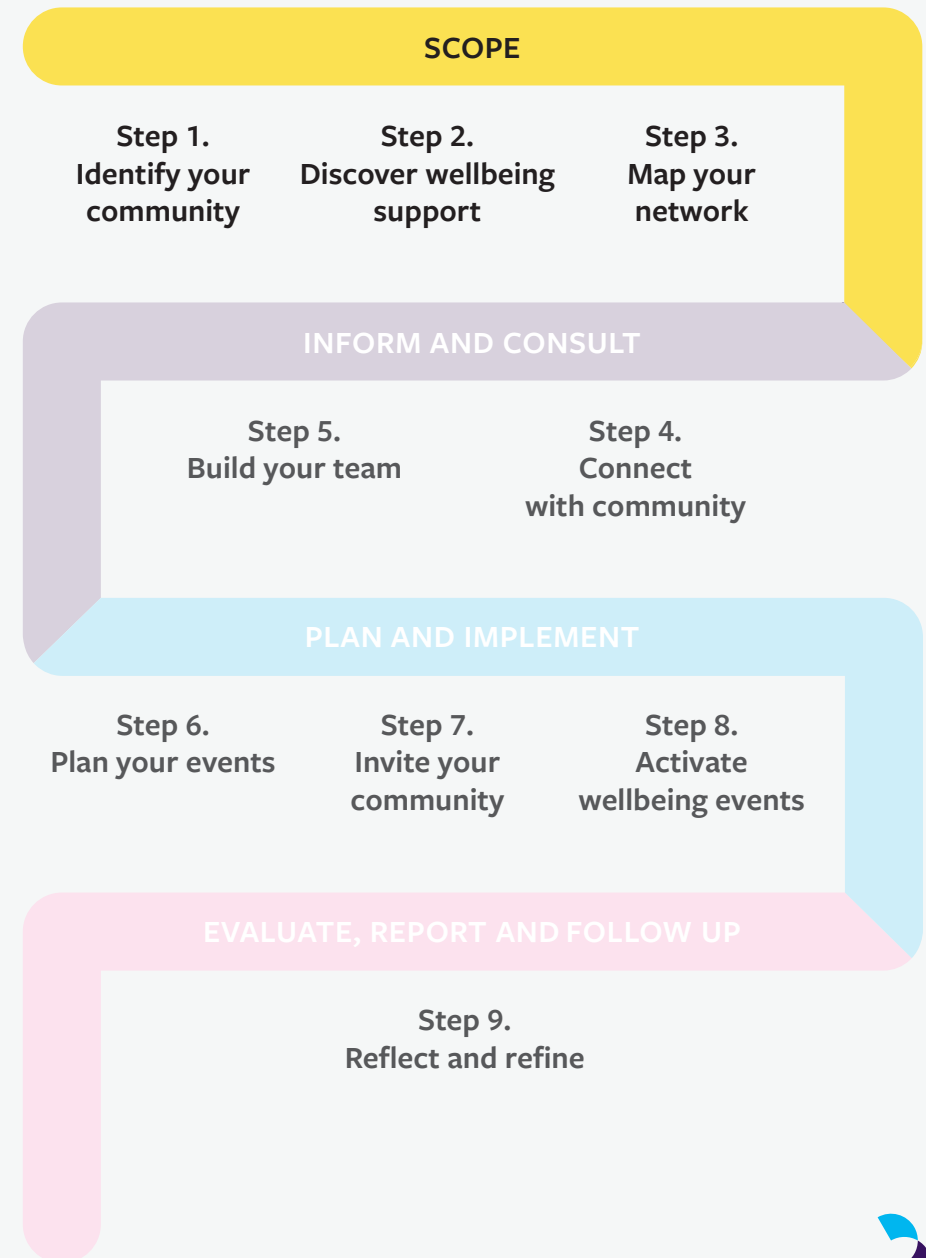 SCOPE
Step 1.
Identify your
community
Step 2.
Discover wellbeing
support
Step 3.
Map your
network
INFORM AND CONSULT
Step 5.
Build your team
Step 4.
Connect
with community
PLAN AND IMPLEMENT
Step 6.
Plan your events
Step 7.
Invite your
community
Step 8.
Activate
wellbeing events
EVALUATE, REPORT AND FOLLOW UP
Step 9.
Reflect and refine